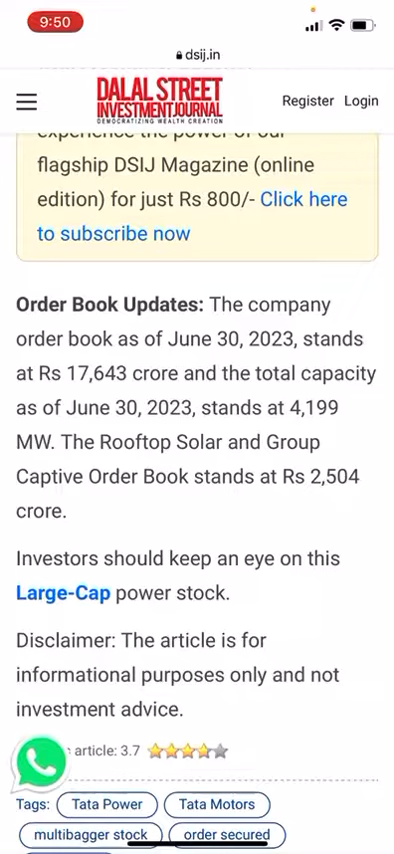 9:50
dsij.in
DALAL STREET
INVESTMENT JOURNAL
DEMOCRATIZING WEALTH CREATION
Register Login
experience the power of our
flagship DSIJ Magazine (online
edition) for just Rs 800/- Click here
to subscribe now
Order Book Updates: The company
order book as of June 30, 2023, stands
at Rs 17,643 crore and the total capacity
as of June 30, 2023, stands at 4,199
MW. The Rooftop Solar and Group
Captive Order Book stands at Rs 2,504
crore.
Investors should keep an eye on this
Large-Cap power stock.
Disclaimer: The article is for
informational purposes only and not
investment advice.
article: 3.7
Tags: Tata Power Tata Motors
multibagger stock order secured